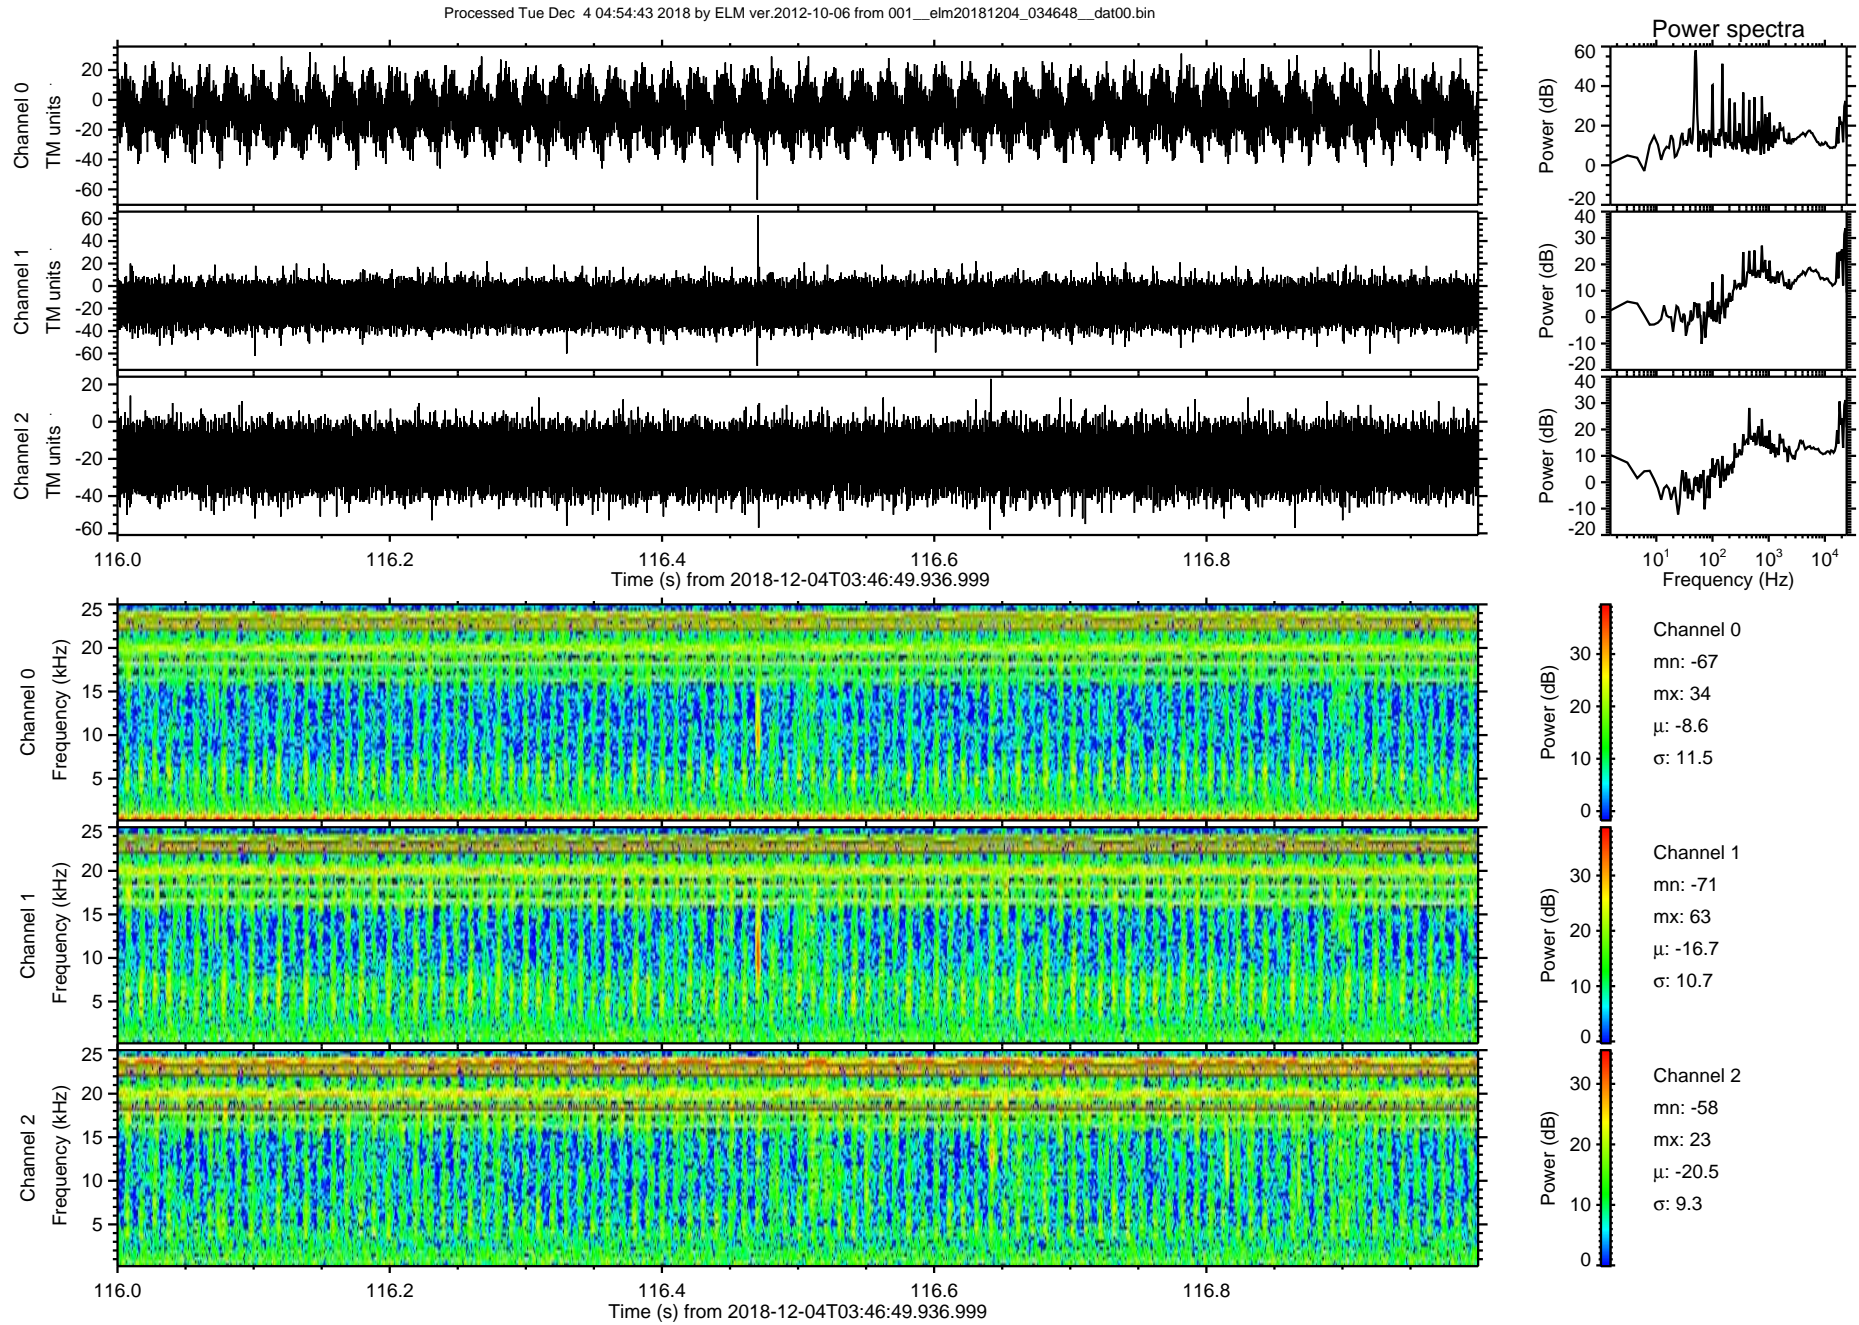 Processed Tue Dec  4 04:54:43 2018 by ELM ver.2012-10-06 from 001__elm20181204_034648__dat00.bin
Power spectra
Channel 0
TM units
20
0
-20
-40
-60
Power (dB)
60
40
20
0
-20
Channel 1
TM units
60
40
20
0
-20
-40
-60
Power (dB)
40
30
20
10
0
-10
-20
Channel 2
TM units
20
0
-20
-40
-60
Power (dB)
40
30
20
10
0
-10
-20
116.0 116.2 116.4 116.6 116.8
Time (s) from 2018-12-04T03:46:49.936.999
10¹ 10² 10³ 10⁴
Frequency (Hz)
Channel 0
Frequency (kHz)
25
20
15
10
5
Power (dB)
30
20
10
0
Channel 0
mn: -67
mx: 34
μ: -8.6
σ: 11.5
Channel 1
Frequency (kHz)
25
20
15
10
5
Power (dB)
30
20
10
0
Channel 1
mn: -71
mx: 63
μ: -16.7
σ: 10.7
Channel 2
Frequency (kHz)
25
20
15
10
5
Power (dB)
30
20
10
0
Channel 2
mn: -58
mx: 23
μ: -20.5
σ: 9.3
116.0 116.2 116.4 116.6 116.8
Time (s) from 2018-12-04T03:46:49.936.999